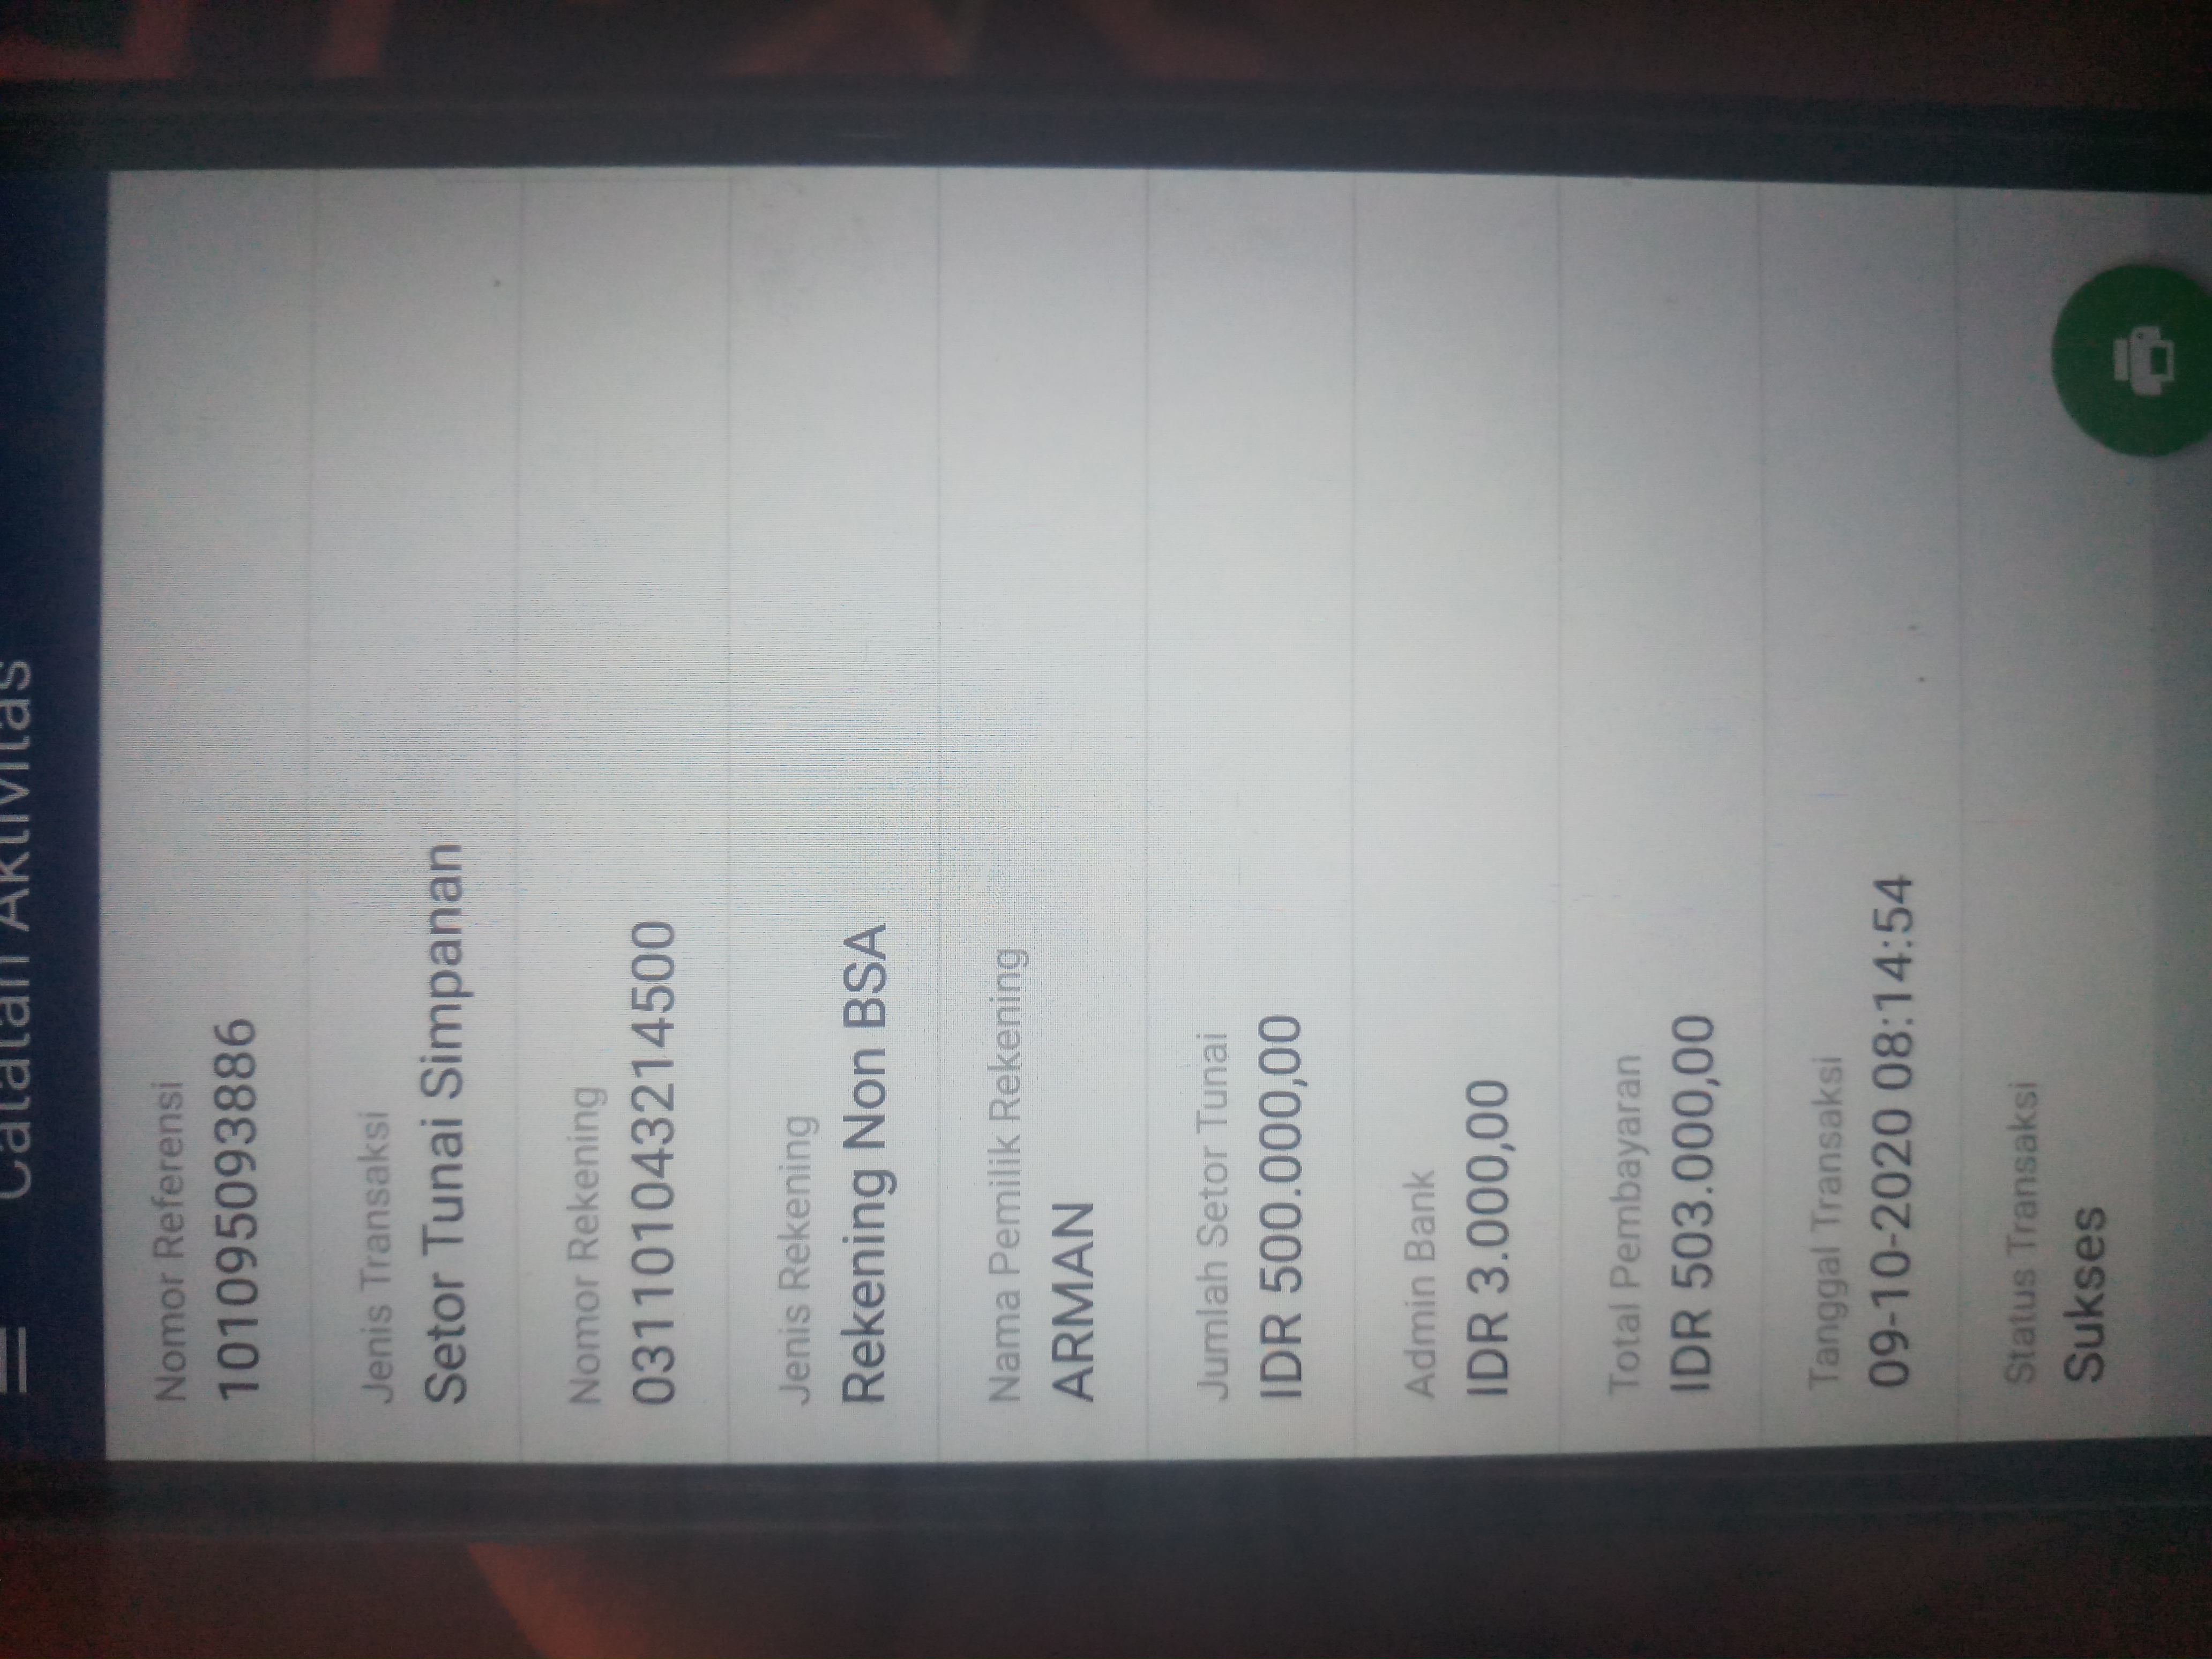 Catatan Aktivitas
Nomor Referensi
101095093886
Jenis Transaksi
Setor Tunai Simpanan
Nomor Rekening
031101043214500
Jenis Rekening
Rekening Non BSA
Nama Pemilik Rekening
ARMAN
Jumlah Setor Tunai
IDR 500.000,00
Admin Bank
IDR 3.000,00
Total Pembayaran
IDR 503.000,00
Tanggal Transaksi
09-10-2020 08:14:54
Status Transaksi
Sukses